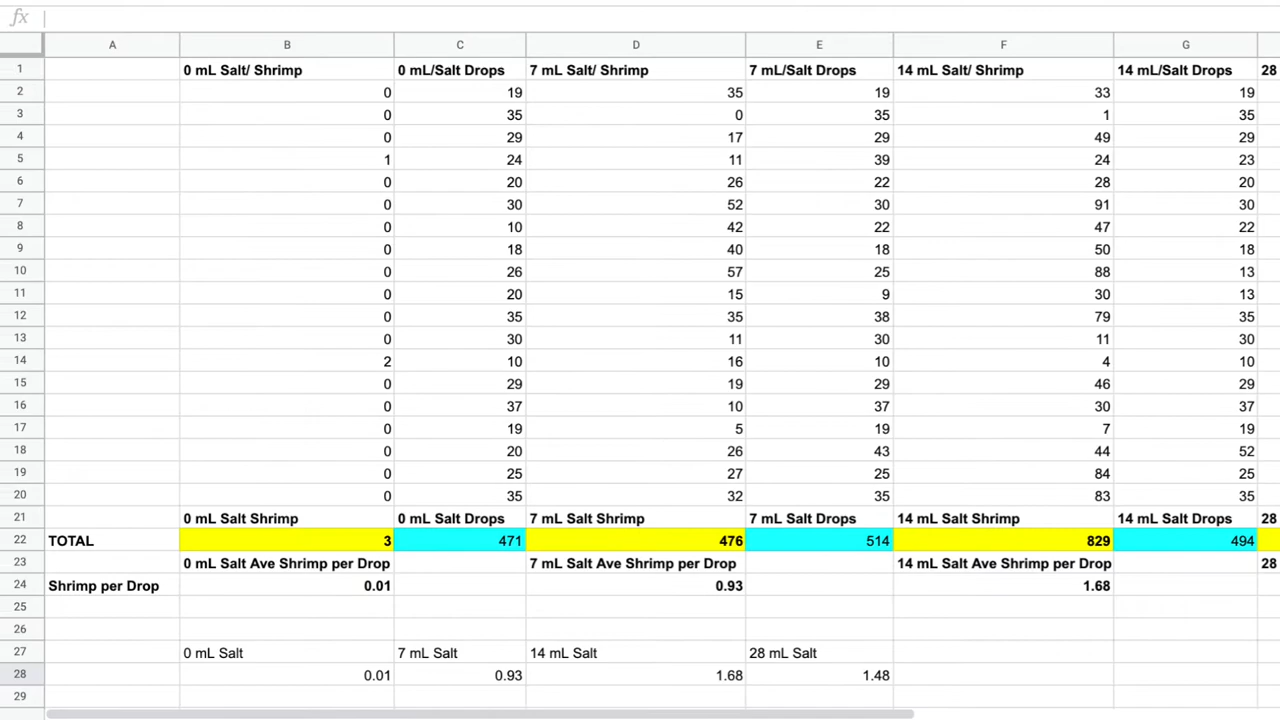 fx
A B C D E F G
1 0 mL Salt/ Shrimp 0 mL/Salt Drops 7 mL Salt/ Shrimp 7 mL/Salt Drops 14 mL Salt/ Shrimp 14 mL/Salt Drops 28
2 0 19 35 19 33 19
3 0 35 0 35 1 35
4 0 29 17 29 49 29
5 1 24 11 39 24 23
6 0 20 26 22 28 20
7 0 30 52 30 91 30
8 0 10 42 22 47 22
9 0 18 40 18 50 18
10 0 26 57 25 88 13
11 0 20 15 9 30 13
12 0 35 35 38 79 35
13 0 30 11 30 11 30
14 2 10 16 10 4 10
15 0 29 19 29 46 29
16 0 37 10 37 30 37
17 0 19 5 19 7 19
18 0 20 26 43 44 52
19 0 25 27 25 84 25
20 0 35 32 35 83 35
21 0 mL Salt Shrimp 0 mL Salt Drops 7 mL Salt Shrimp 7 mL Salt Drops 14 mL Salt Shrimp 14 mL Salt Drops 28
22 TOTAL 3 471 476 514 829 494
23 0 mL Salt Ave Shrimp per Drop 7 mL Salt Ave Shrimp per Drop 14 mL Salt Ave Shrimp per Drop 28
24 Shrimp per Drop 0.01 0.93 1.68
25
26
27 0 mL Salt 7 mL Salt 14 mL Salt 28 mL Salt
28 0.01 0.93 1.68 1.48
29